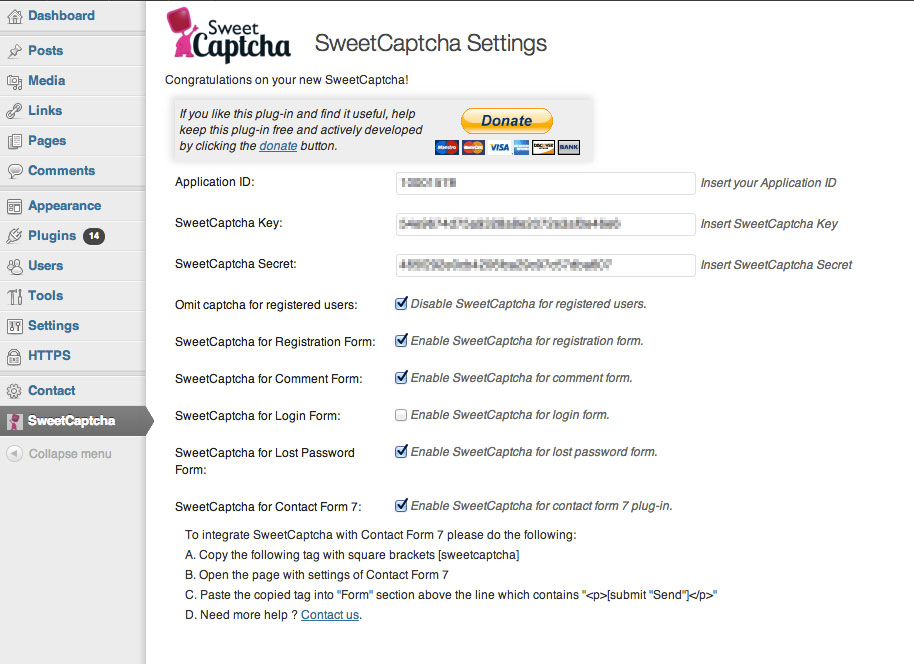 Dashboard
Posts
Media
Links
Pages
Comments
Appearance
Plugins 14
Users
Tools
Settings
HTTPS
Contact
SweetCaptcha
Collapse menu
Sweet
Captcha
SweetCaptcha Settings
Congratulations on your new SweetCaptcha!
If you like this plug-in and find it useful, help
keep this plug-in free and actively developed
by clicking the donate button.
Donate
Maestro MasterCard VISA DISCOVER BANK
Application ID: Insert your Application ID
SweetCaptcha Key: Insert SweetCaptcha Key
SweetCaptcha Secret: Insert SweetCaptcha Secret
Omit captcha for registered users: Disable SweetCaptcha for registered users.
SweetCaptcha for Registration Form: Enable SweetCaptcha for registration form.
SweetCaptcha for Comment Form: Enable SweetCaptcha for comment form.
SweetCaptcha for Login Form: Enable SweetCaptcha for login form.
SweetCaptcha for Lost Password Enable SweetCaptcha for lost password form.
Form:
SweetCaptcha for Contact Form 7: Enable SweetCaptcha for contact form 7 plug-in.
To integrate SweetCaptcha with Contact Form 7 please do the following:
A. Copy the following tag with square brackets [sweetcaptcha]
B. Open the page with settings of Contact Form 7
C. Paste the copied tag into "Form" section above the line which contains "<p>[submit "Send"]</p>"
D. Need more help ? Contact us.